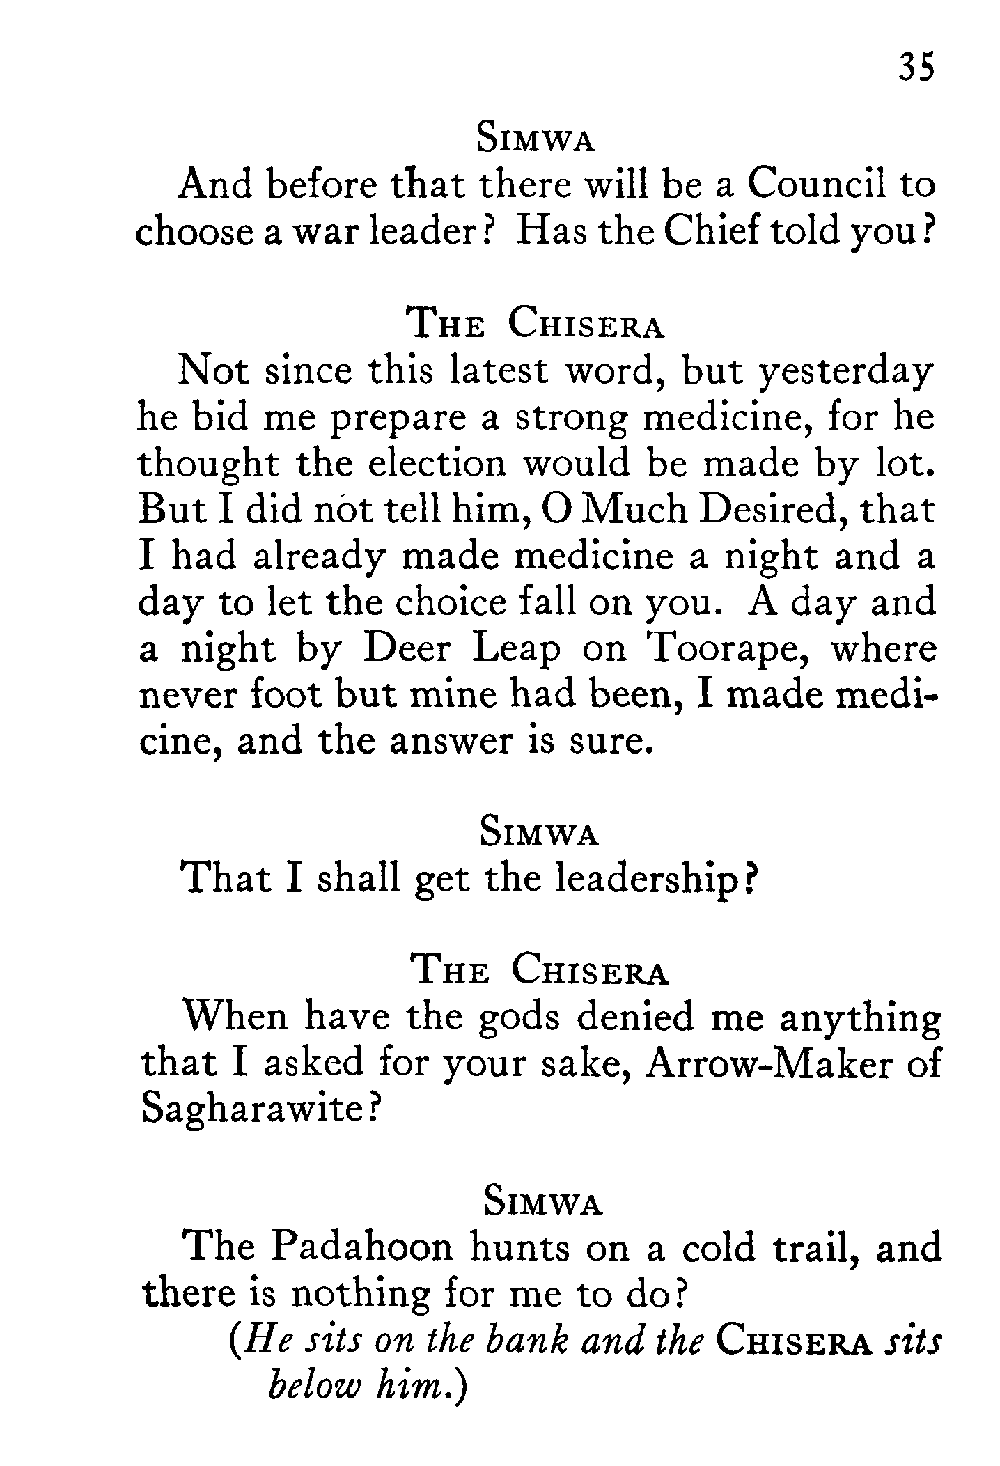 35
SIMWA
And before that there will be a Council to
choose a war leader? Has the Chief told you?
THE CHISERA
Not since this latest word, but yesterday
he bid me prepare a strong medicine, for he
thought the election would be made by lot.
But I did not tell him, O Much Desired, that
I had already made medicine a night and a
day to let the choice fall on you. A day and
a night by Deer Leap on Toorape, where
never foot but mine had been, I made medi-
cine, and the answer is sure.
SIMWA
That I shall get the leadership?
THE CHISERA
When have the gods denied me anything
that I asked for your sake, Arrow-Maker of
Sagharawite?
SIMWA
The Padahoon hunts on a cold trail, and
there is nothing for me to do?
(He sits on the bank and the CHISERA sits
below him.)